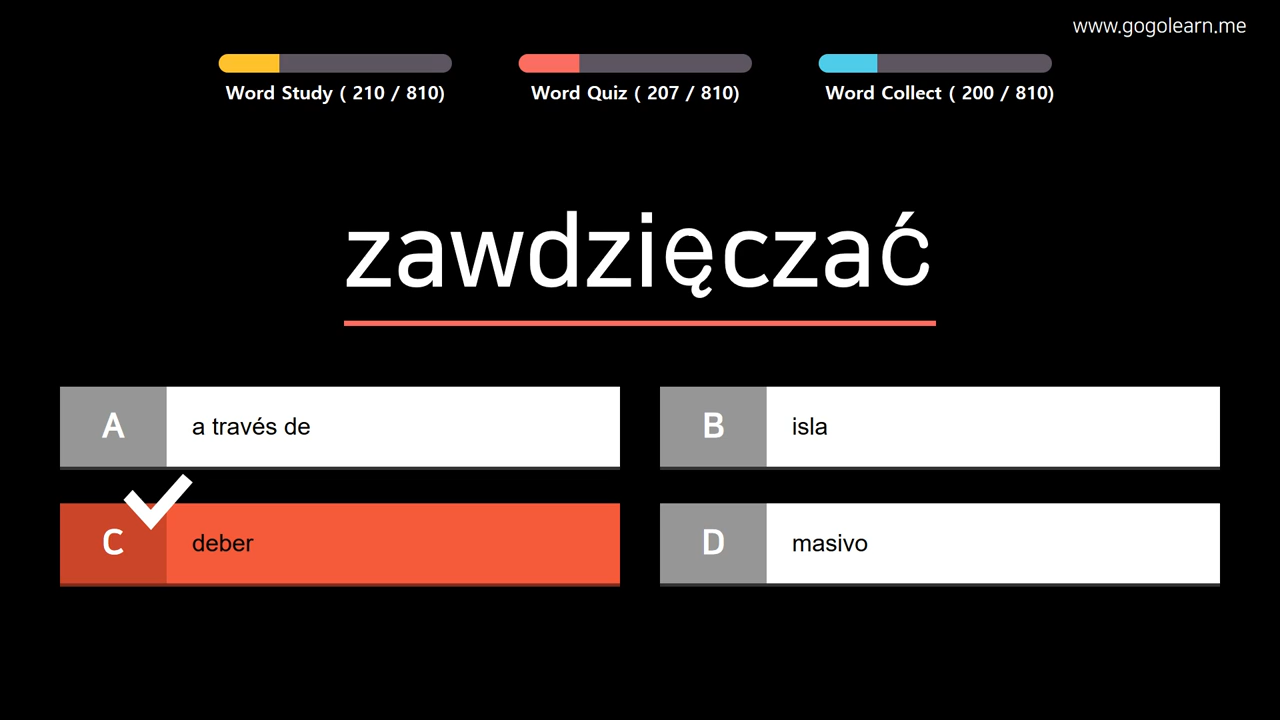 www.gogolearn.me
Word Study ( 210 / 810)
Word Quiz ( 207 / 810)
Word Collect ( 200 / 810)
zawdzięczać
A a través de
B isla
C deber
D masivo